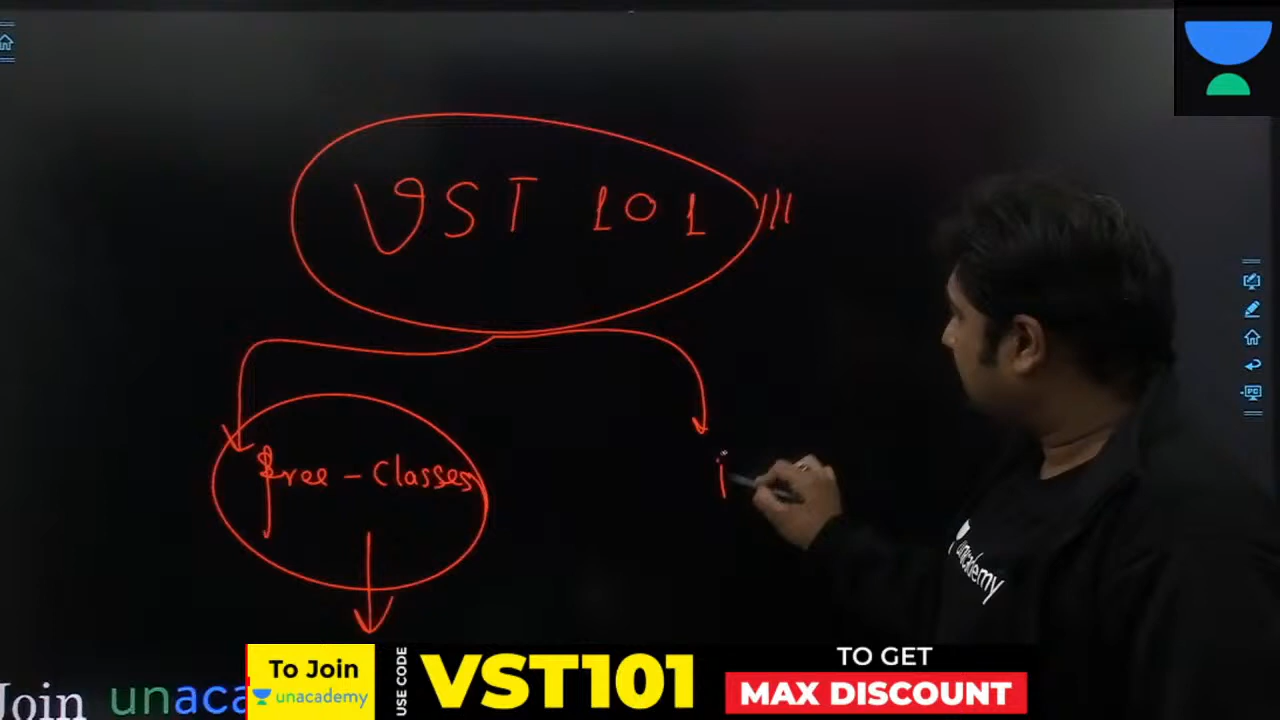 VST 101
free - Classes
unacademy
Join unaca
To Join
unacademy
USE CODE
VST101
TO GET
MAX DISCOUNT